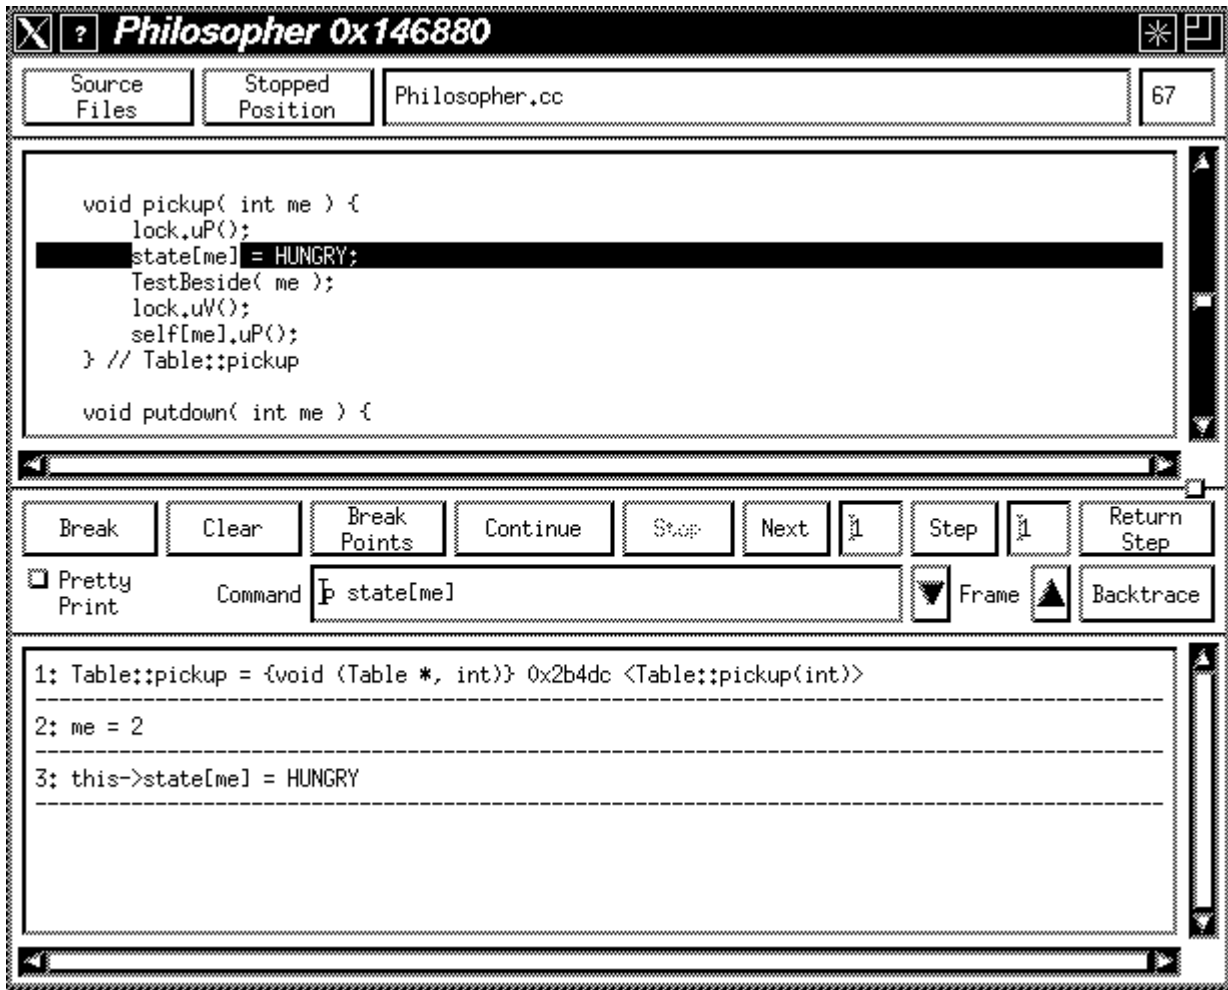 X ? Philosopher 0x146880
Source Files
Stopped Position
Philosopher.cc
67
void pickup( int me ) {
lock.uP();
state[me] = HUNGRY;
TestBeside( me );
lock.uV();
self[me].uP();
} // Table::pickup
void putdown( int me ) {
Break
Clear
Break Points
Continue
Stop
Next
1
Step
1
Return Step
Pretty Print
Command
p state[me]
Frame
Backtrace
1: Table::pickup = {void (Table *, int)} 0x2b4dc <Table::pickup(int)>
2: me = 2
3: this->state[me] = HUNGRY